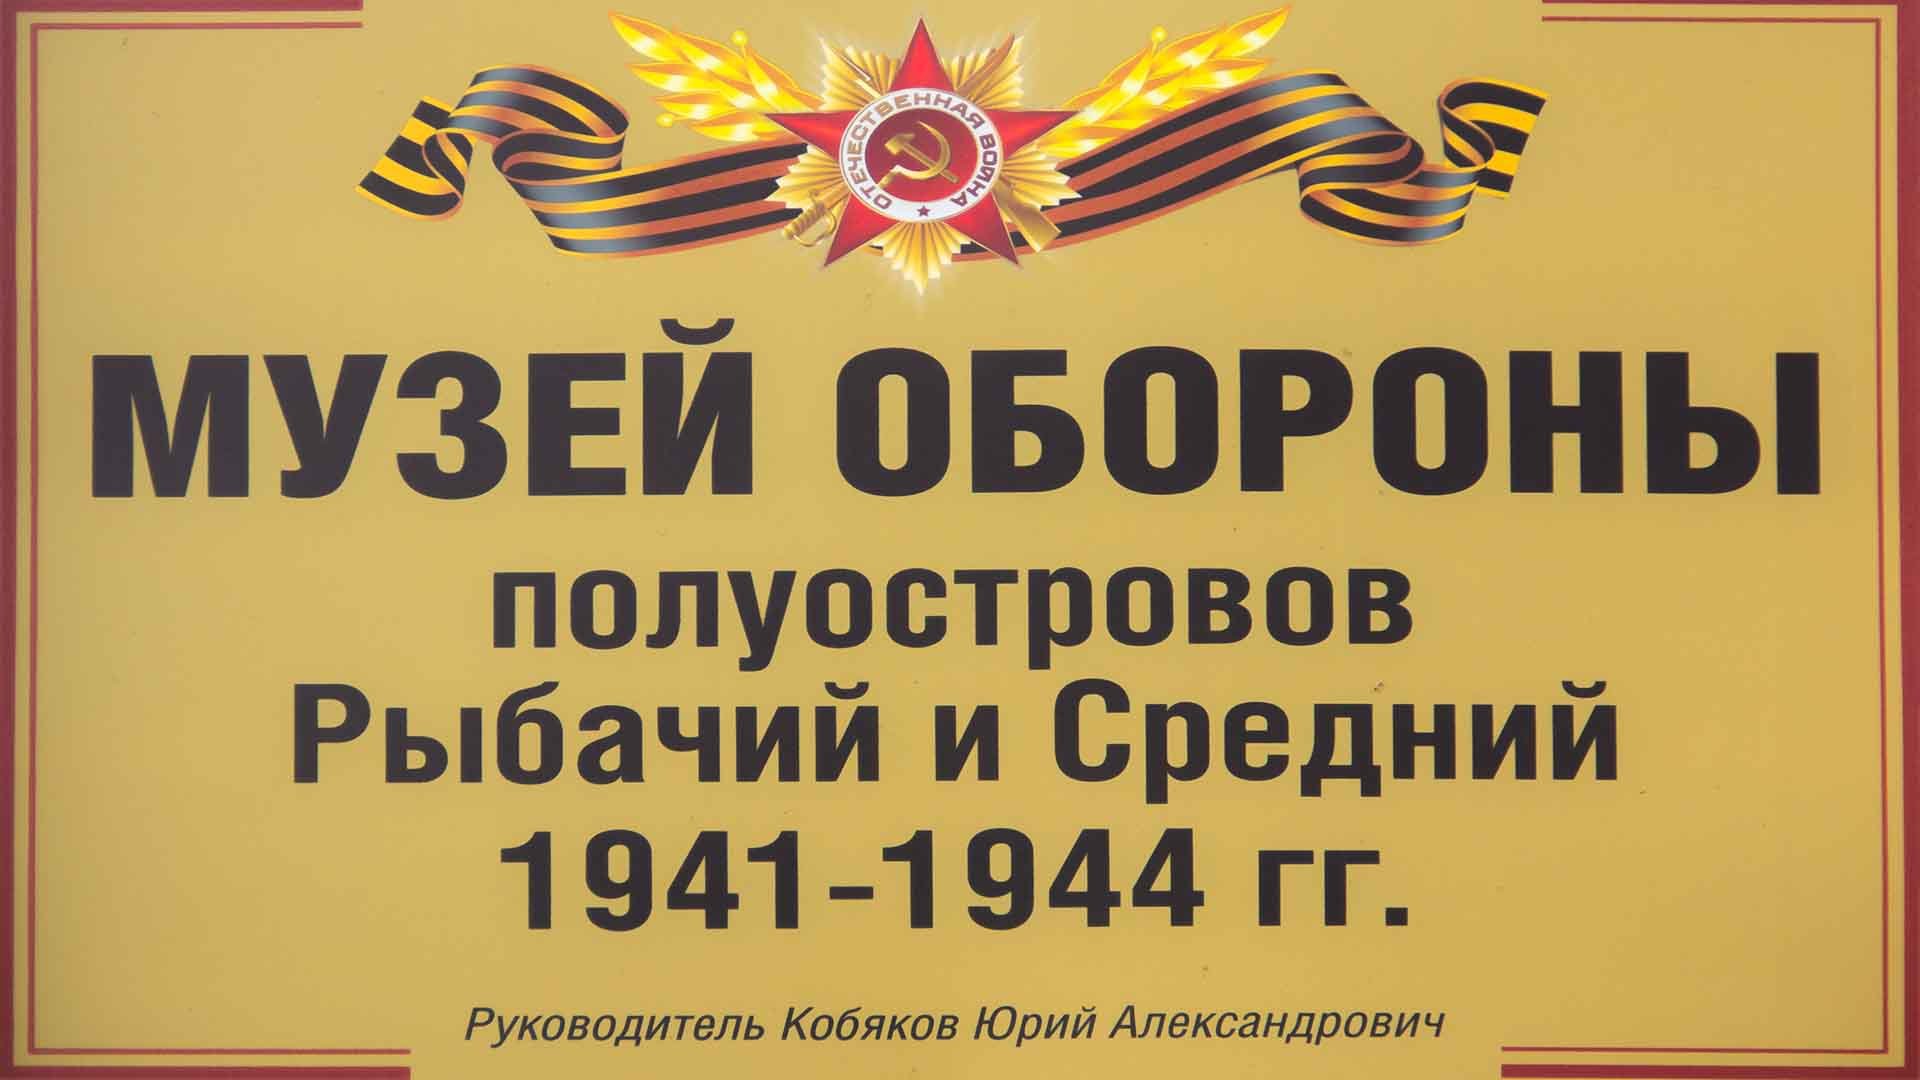 ОТЕЧЕСТВЕННАЯ ВОЙНА
МУЗЕЙ ОБОРОНЫ
полуостровов
Рыбачий и Средний
1941-1944 гг.
Руководитель Кобяков Юрий Александрович